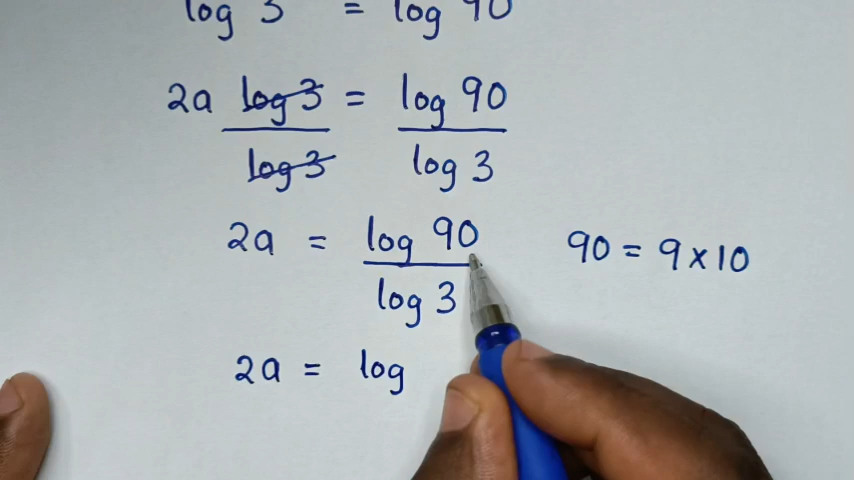 log 3 = log 90
2a log 3 = log 90
log 3 log 3
2a = log 90 90 = 9 x 10
log 3
2a = log